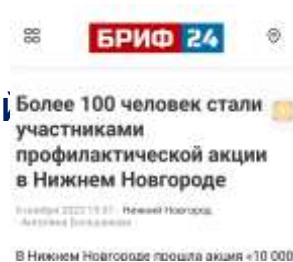 БРИФ 24
Более 100 человек стали
участниками
профилактической акции
в Нижнем Новгороде
Нижний Новгород
В Нижнем Новгороде прошла акция «10 000